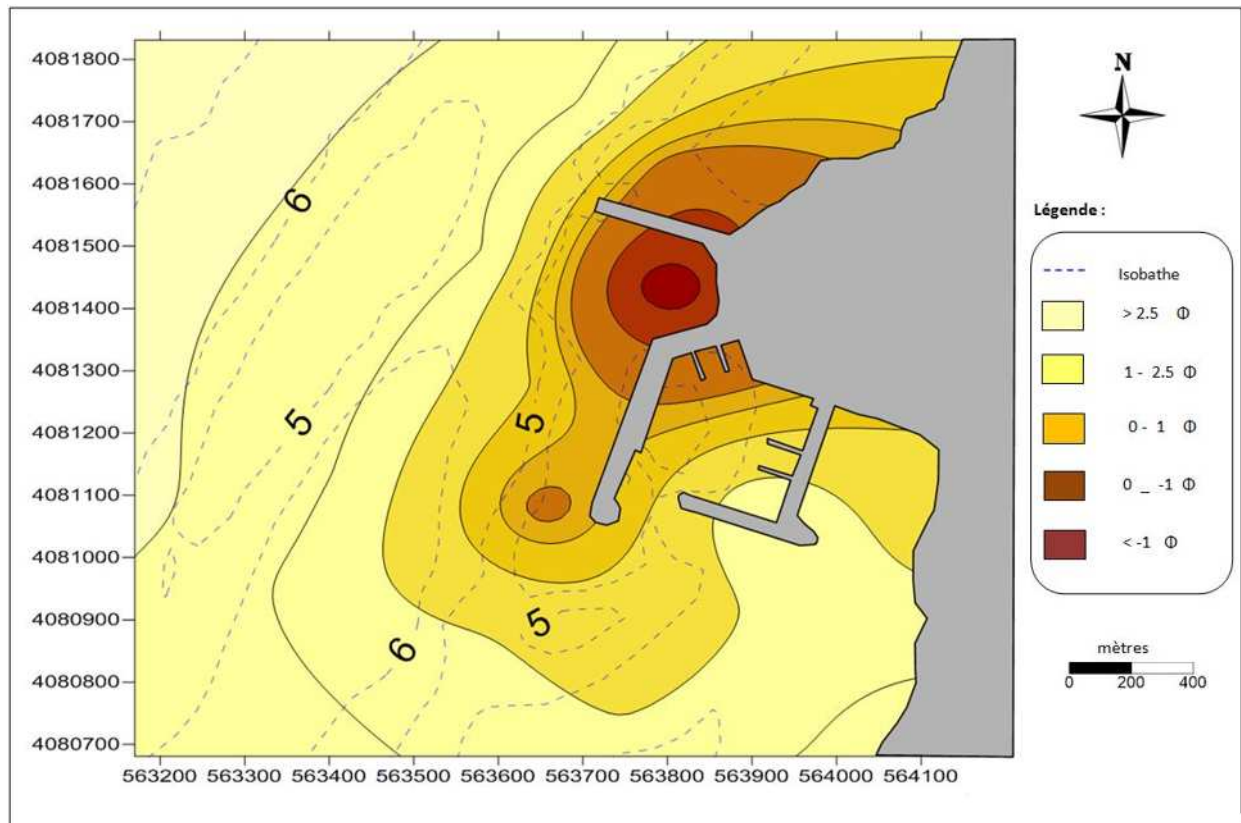 4081800
4081700
4081600
4081500
4081400
4081300
4081200
4081100
4081000
4080900
4080800
4080700
563200 563300 563400 563500 563600 563700 563800 563900 564000 564100
6
5
5
6
5
N
Légende :
Isobathe
> 2.5 Φ
1 - 2.5 Φ
0 - 1 Φ
0 _ -1 Φ
< -1 Φ
mètres
0 200 400